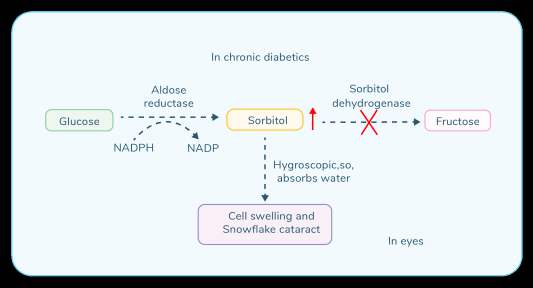 In chronic diabetics
Aldose
reductase
Sorbitol
dehydrogenase
Glucose
Sorbitol
Fructose
NADPH
NADP
Hygroscopic,so,
absorbs water
Cell swelling and
Snowflake cataract
In eyes